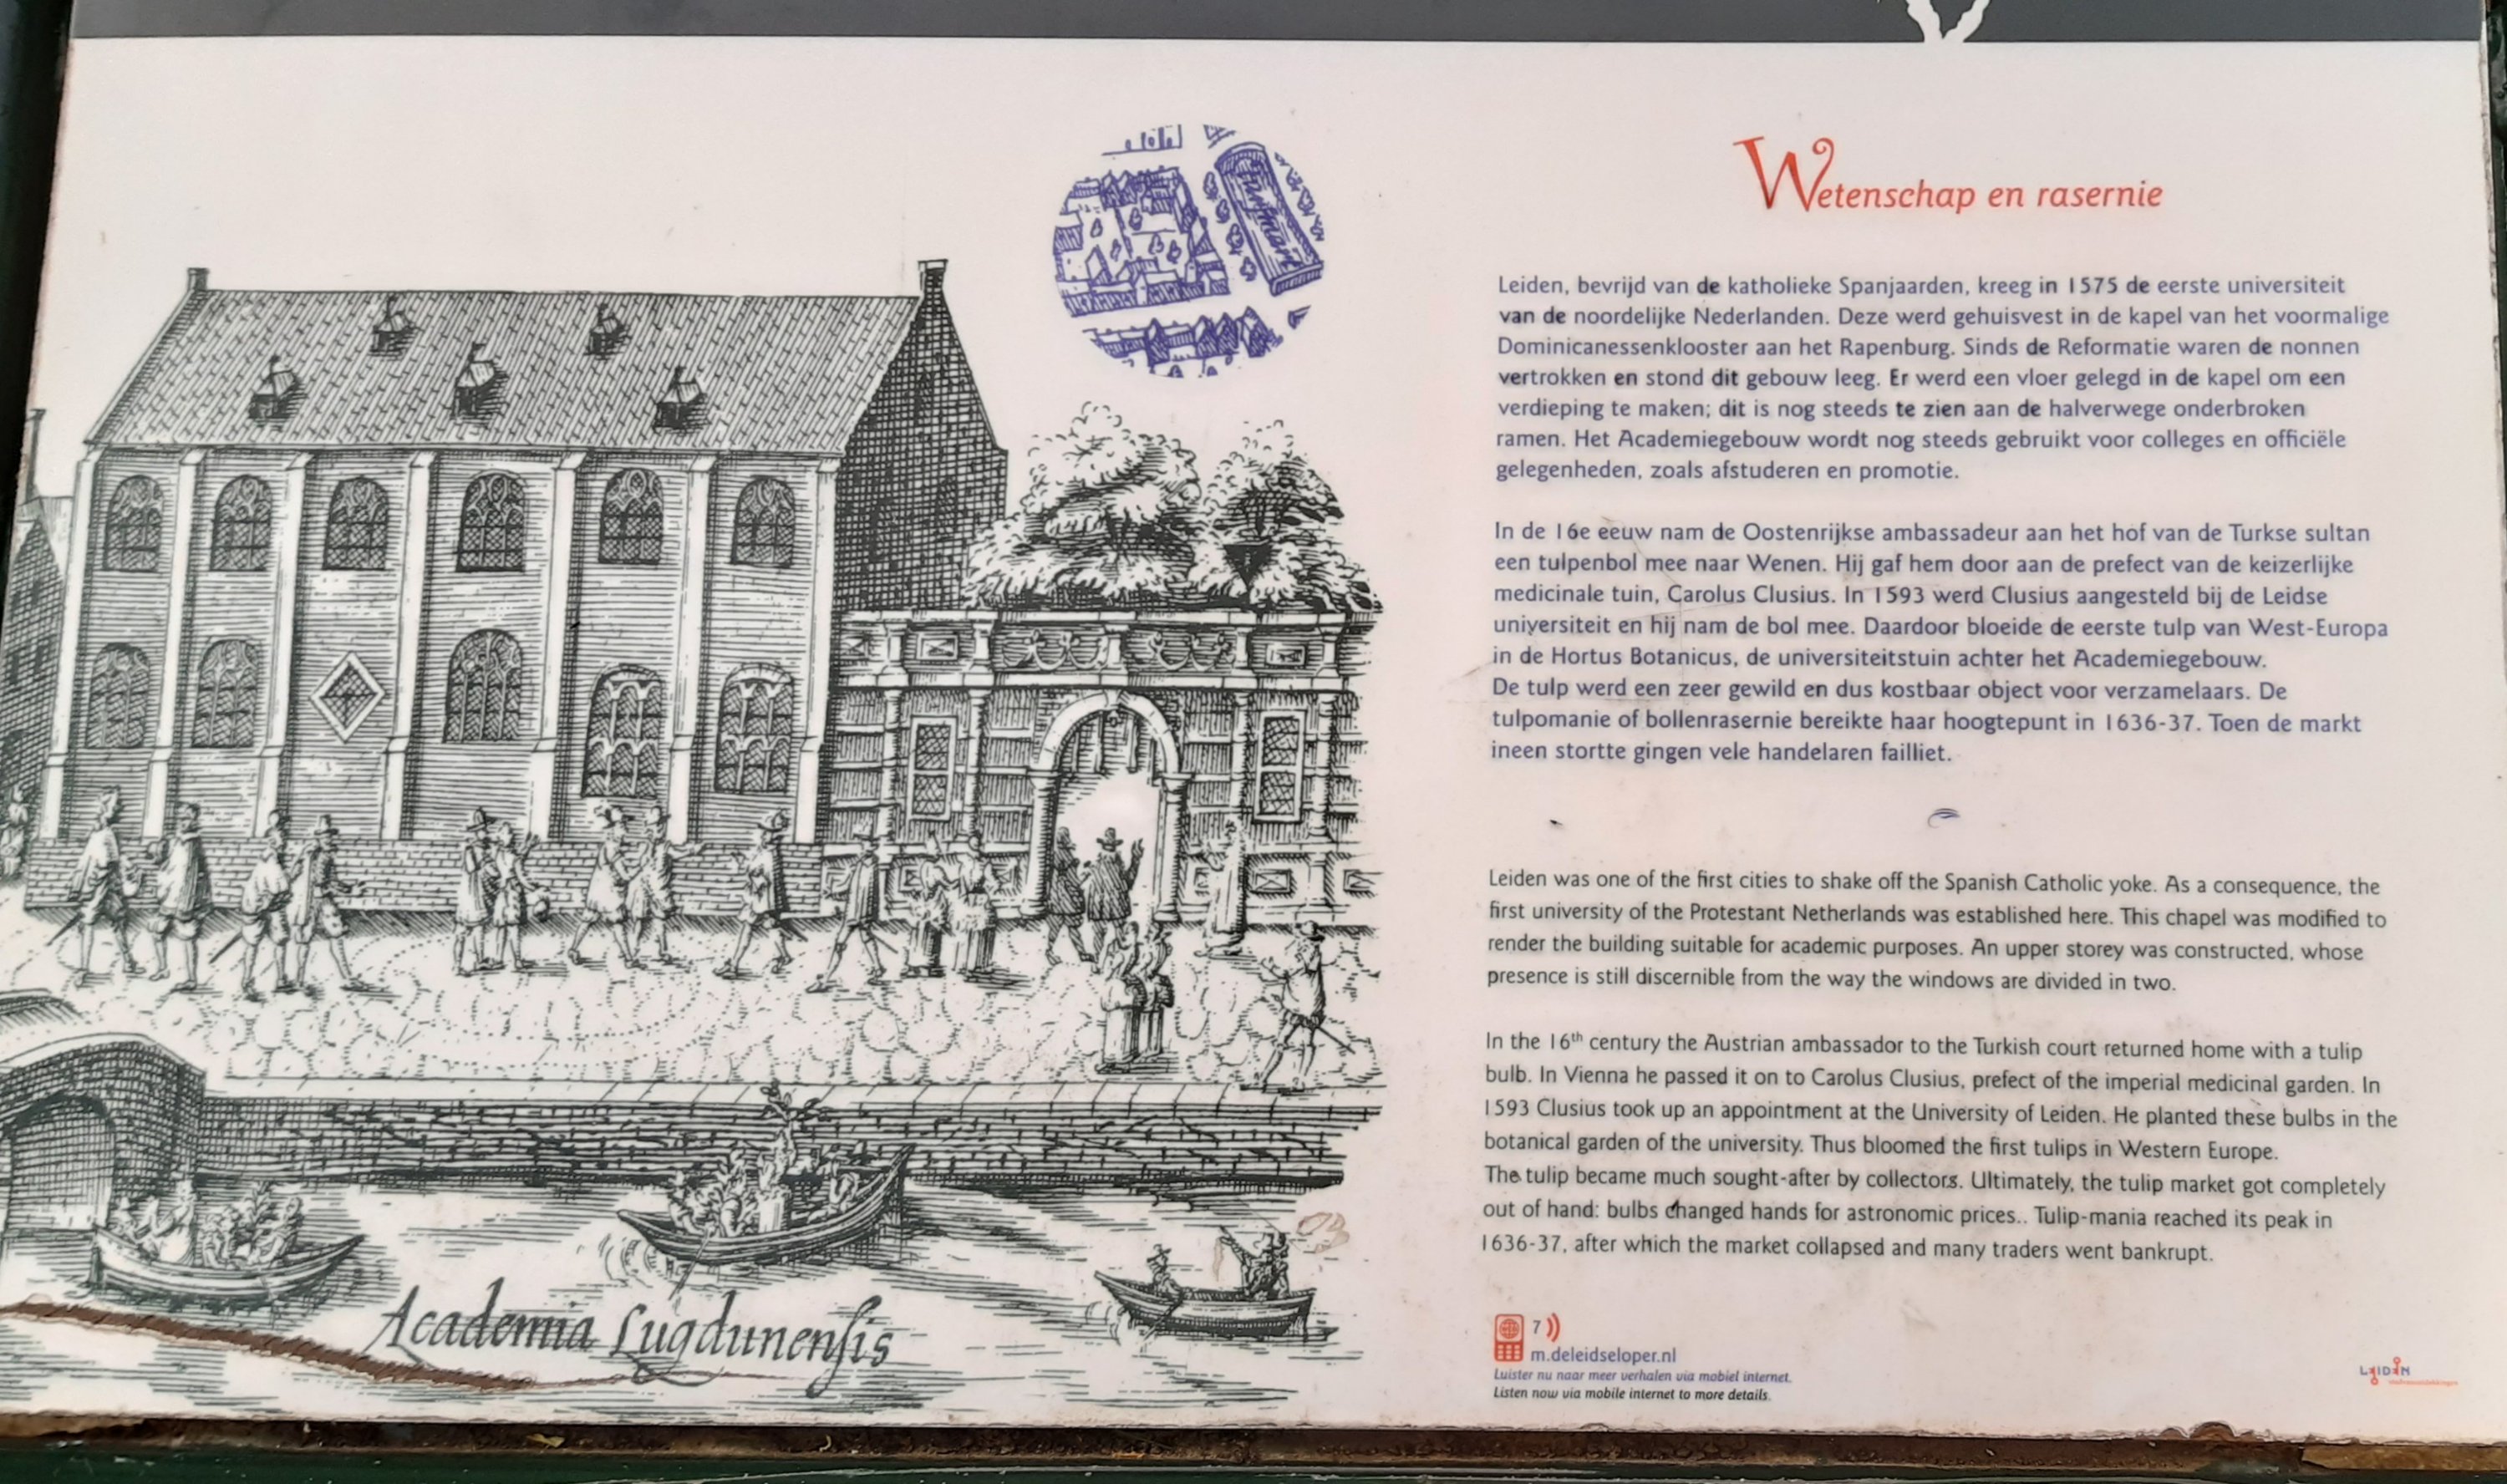 Wetenschap en rasernie
Leiden, bevrijd van de katholieke Spanjaarden, kreeg in 1575 de eerste universiteit
van de noordelijke Nederlanden. Deze werd gehuisvest in de kapel van het voormalige
Dominicanessenklooster aan het Rapenburg. Sinds de Reformatie waren de nonnen
vertrokken en stond dit gebouw leeg. Er werd een vloer gelegd in de kapel om een
verdieping te maken; dit is nog steeds te zien aan de halverwege onderbroken
ramen. Het Academiegebouw wordt nog steeds gebruikt voor colleges en officiële
gelegenheden, zoals afstuderen en promotie.
In de 16e eeuw nam de Oostenrijkse ambassadeur aan het hof van de Turkse sultan
een tulpenbol mee naar Wenen. Hij gaf hem door aan de prefect van de keizerlijke
medicinale tuin, Carolus Clusius. In 1593 werd Clusius aangesteld bij de Leidse
universiteit en hij nam de bol mee. Daardoor bloeide de eerste tulp van West-Europa
in de Hortus Botanicus, de universiteitstuin achter het Academiegebouw.
De tulp werd een zeer gewild en dus kostbaar object voor verzamelaars. De
tulpomanie of bollenrasernie bereikte haar hoogtepunt in 1636-37. Toen de markt
ineen stortte gingen vele handelaren failliet.
Leiden was one of the first cities to shake off the Spanish Catholic yoke. As a consequence, the
first university of the Protestant Netherlands was established here. This chapel was modified to
render the building suitable for academic purposes. An upper storey was constructed, whose
presence is still discernible from the way the windows are divided in two.
In the 16th century the Austrian ambassador to the Turkish court returned home with a tulip
bulb. In Vienna he passed it on to Carolus Clusius, prefect of the imperial medicinal garden. In
1593 Clusius took up an appointment at the University of Leiden. He planted these bulbs in the
botanical garden of the university. Thus bloomed the first tulips in Western Europe.
The tulip became much sought-after by collectors. Ultimately, the tulip market got completely
out of hand: bulbs changed hands for astronomic prices.. Tulip-mania reached its peak in
1636-37, after which the market collapsed and many traders went bankrupt.
7
m.deleidseloper.nl
Luister nu naar meer verhalen via mobiel internet.
Listen now via mobile internet to more details.
Academia Lugdunensis
LEIDEN